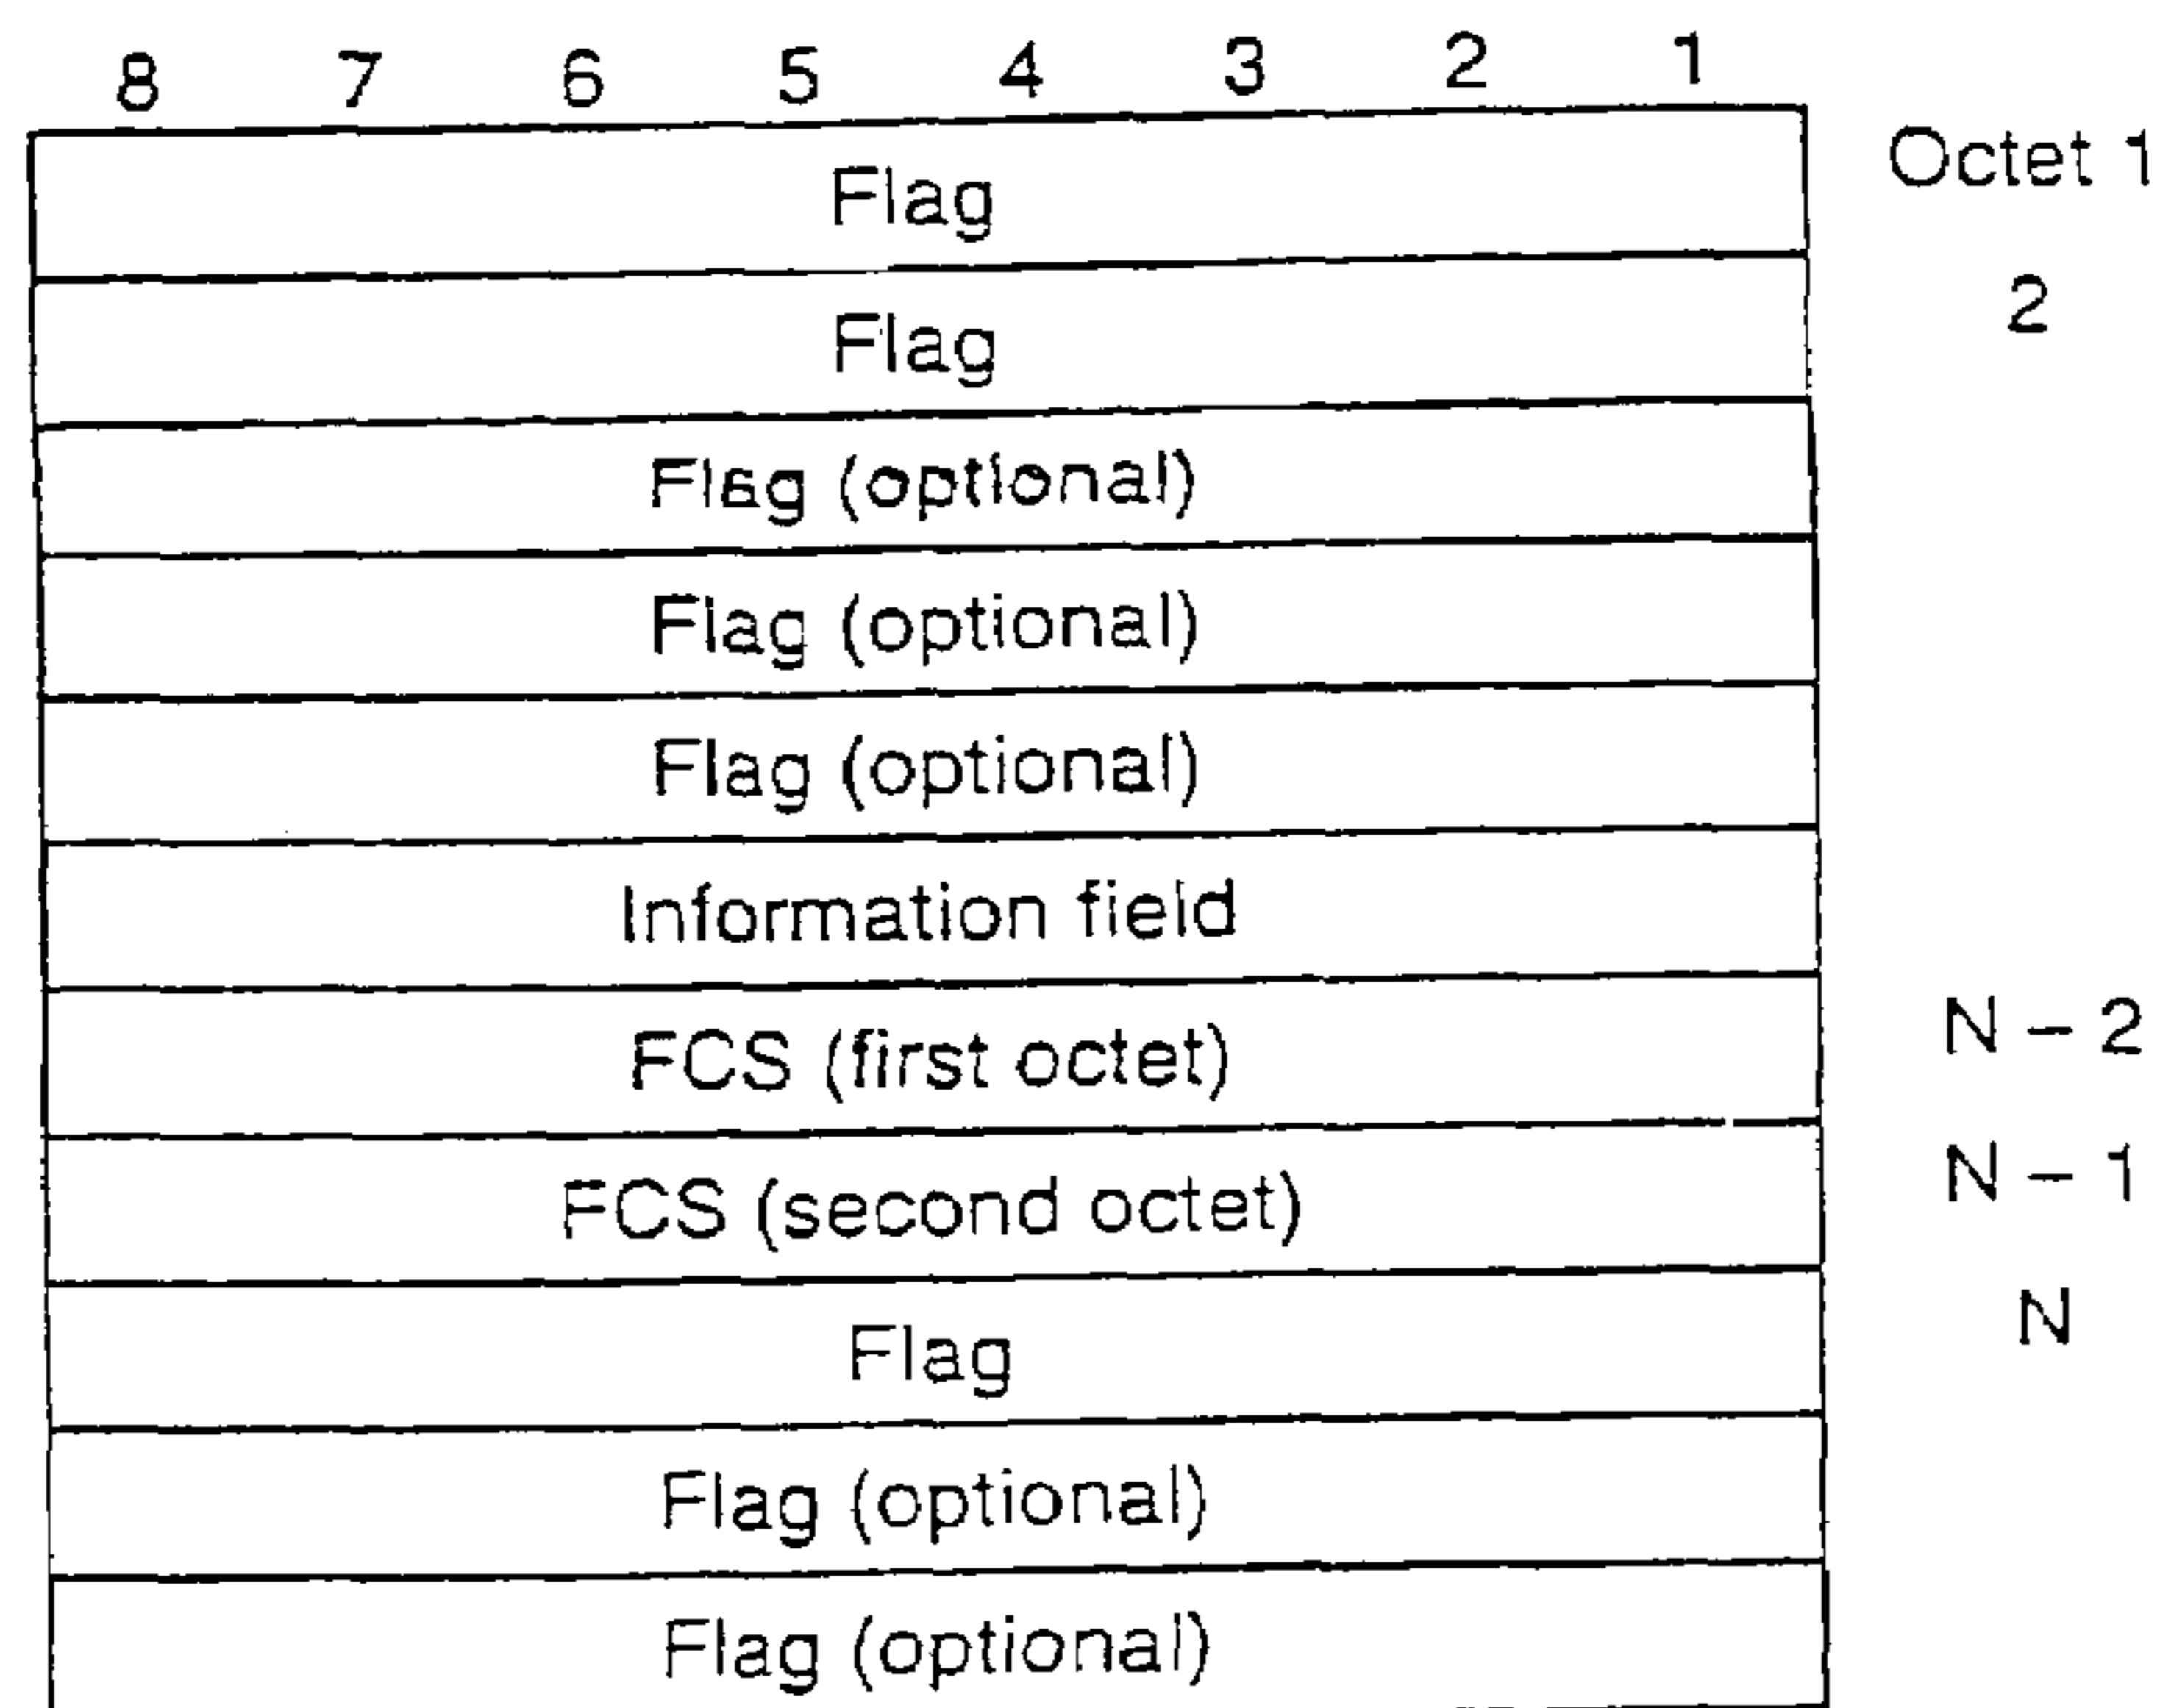 8 7 6 5 4 3 2 1
Flag Octet 1
Flag 2
Flag (optional)
Flag (optional)
Flag (optional)
Information field
FCS (first octet) N – 2
FCS (second octet) N – 1
Flag N
Flag (optional)
Flag (optional)